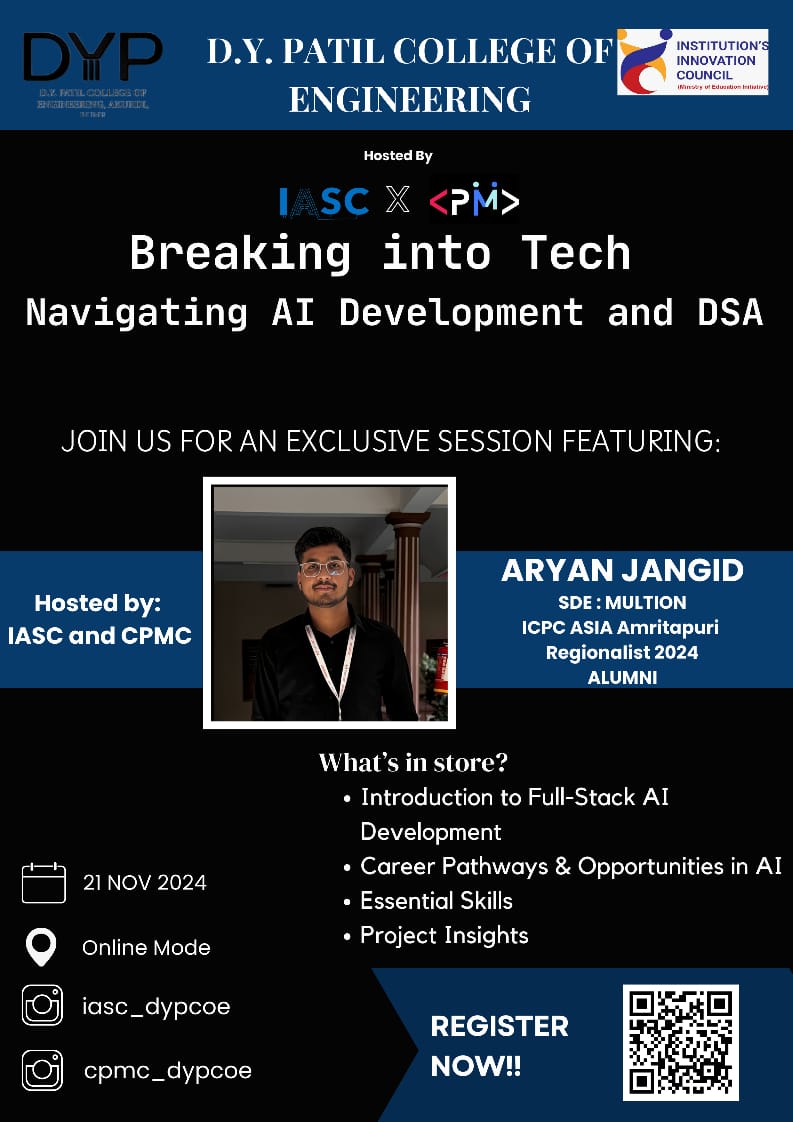 DYP
D.Y. PATIL COLLEGE OF
ENGINEERING, AKURDI,
D.Y. PATIL COLLEGE OF
ENGINEERING
INSTITUTION'S
INNOVATION
COUNCIL
(Ministry of Education Initiative)
Hosted By
IASC X <PM>
Breaking into Tech
Navigating AI Development and DSA
JOIN US FOR AN EXCLUSIVE SESSION FEATURING:
Hosted by:
IASC and CPMC
ARYAN JANGID
SDE : MULTION
ICPC ASIA Amritapuri
Regionalist 2024
ALUMNI
What's in store?
• Introduction to Full-Stack AI
Development
• Career Pathways & Opportunities in AI
• Essential Skills
• Project Insights
21 NOV 2024
Online Mode
iasc_dypcoe
cpmc_dypcoe
REGISTER
NOW!!